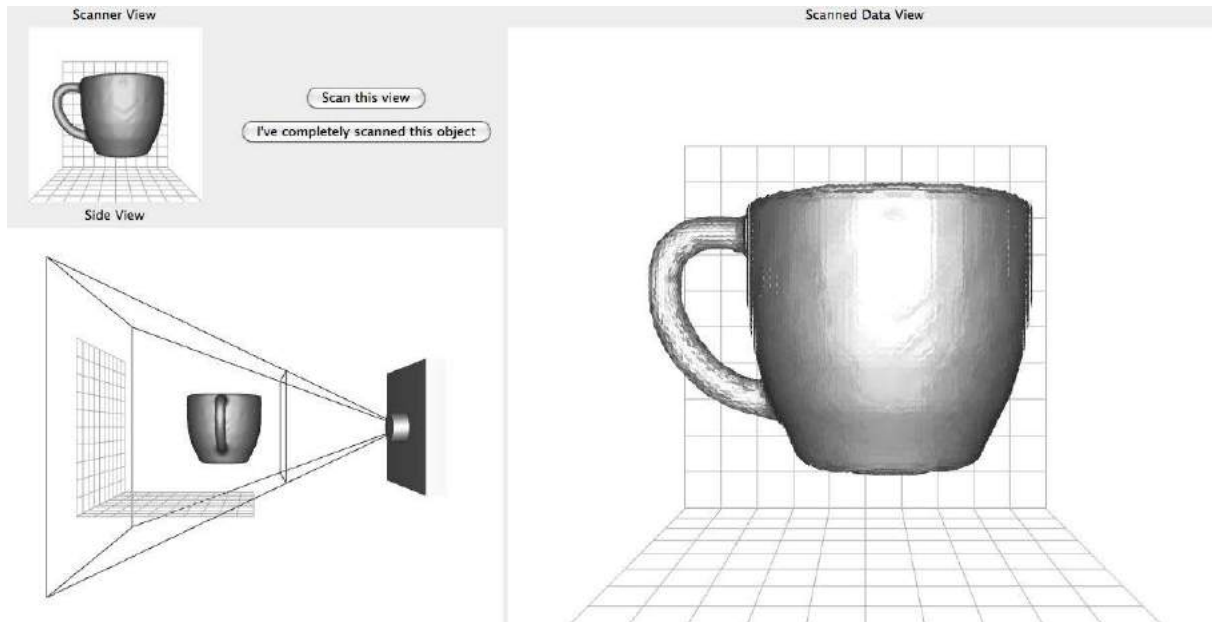 Scanner View
Scanned Data View
Scan this view
I've completely scanned this object
Side View